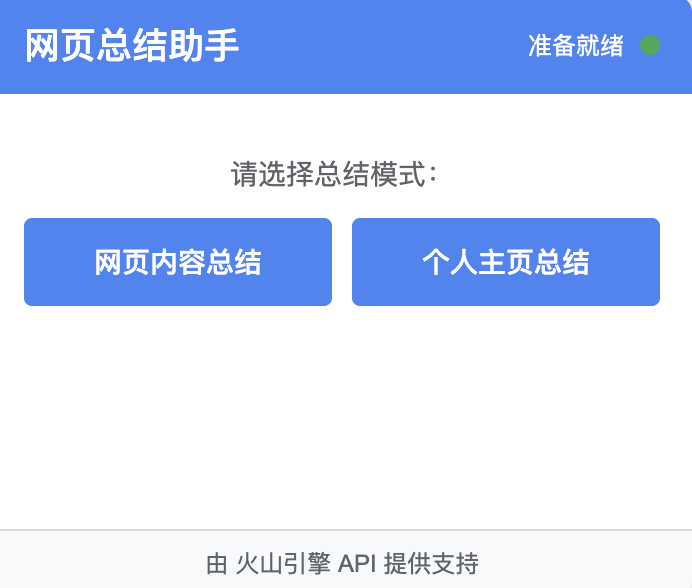 网页总结助手
准备就绪
请选择总结模式：
网页内容总结
个人主页总结
由 火山引擎 API 提供支持